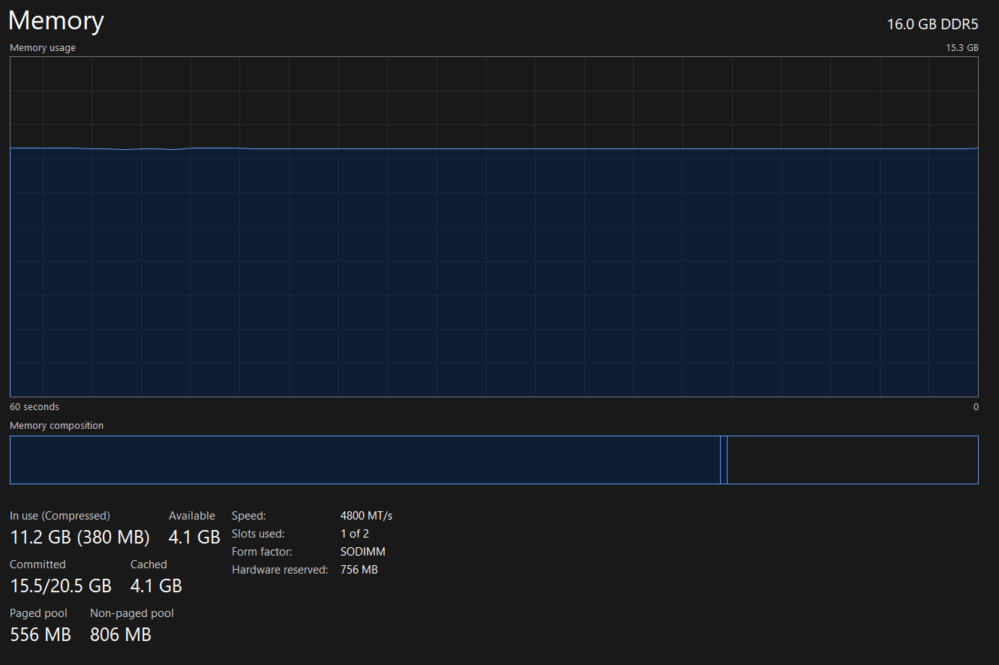 Memory
16.0 GB DDR5
Memory usage
15.3 GB
60 seconds
0
Memory composition
In use (Compressed)
11.2 GB (380 MB)
Available
4.1 GB
Committed
15.5/20.5 GB
Cached
4.1 GB
Paged pool
556 MB
Non-paged pool
806 MB
Speed: 4800 MT/s
Slots used: 1 of 2
Form factor: SODIMM
Hardware reserved: 756 MB